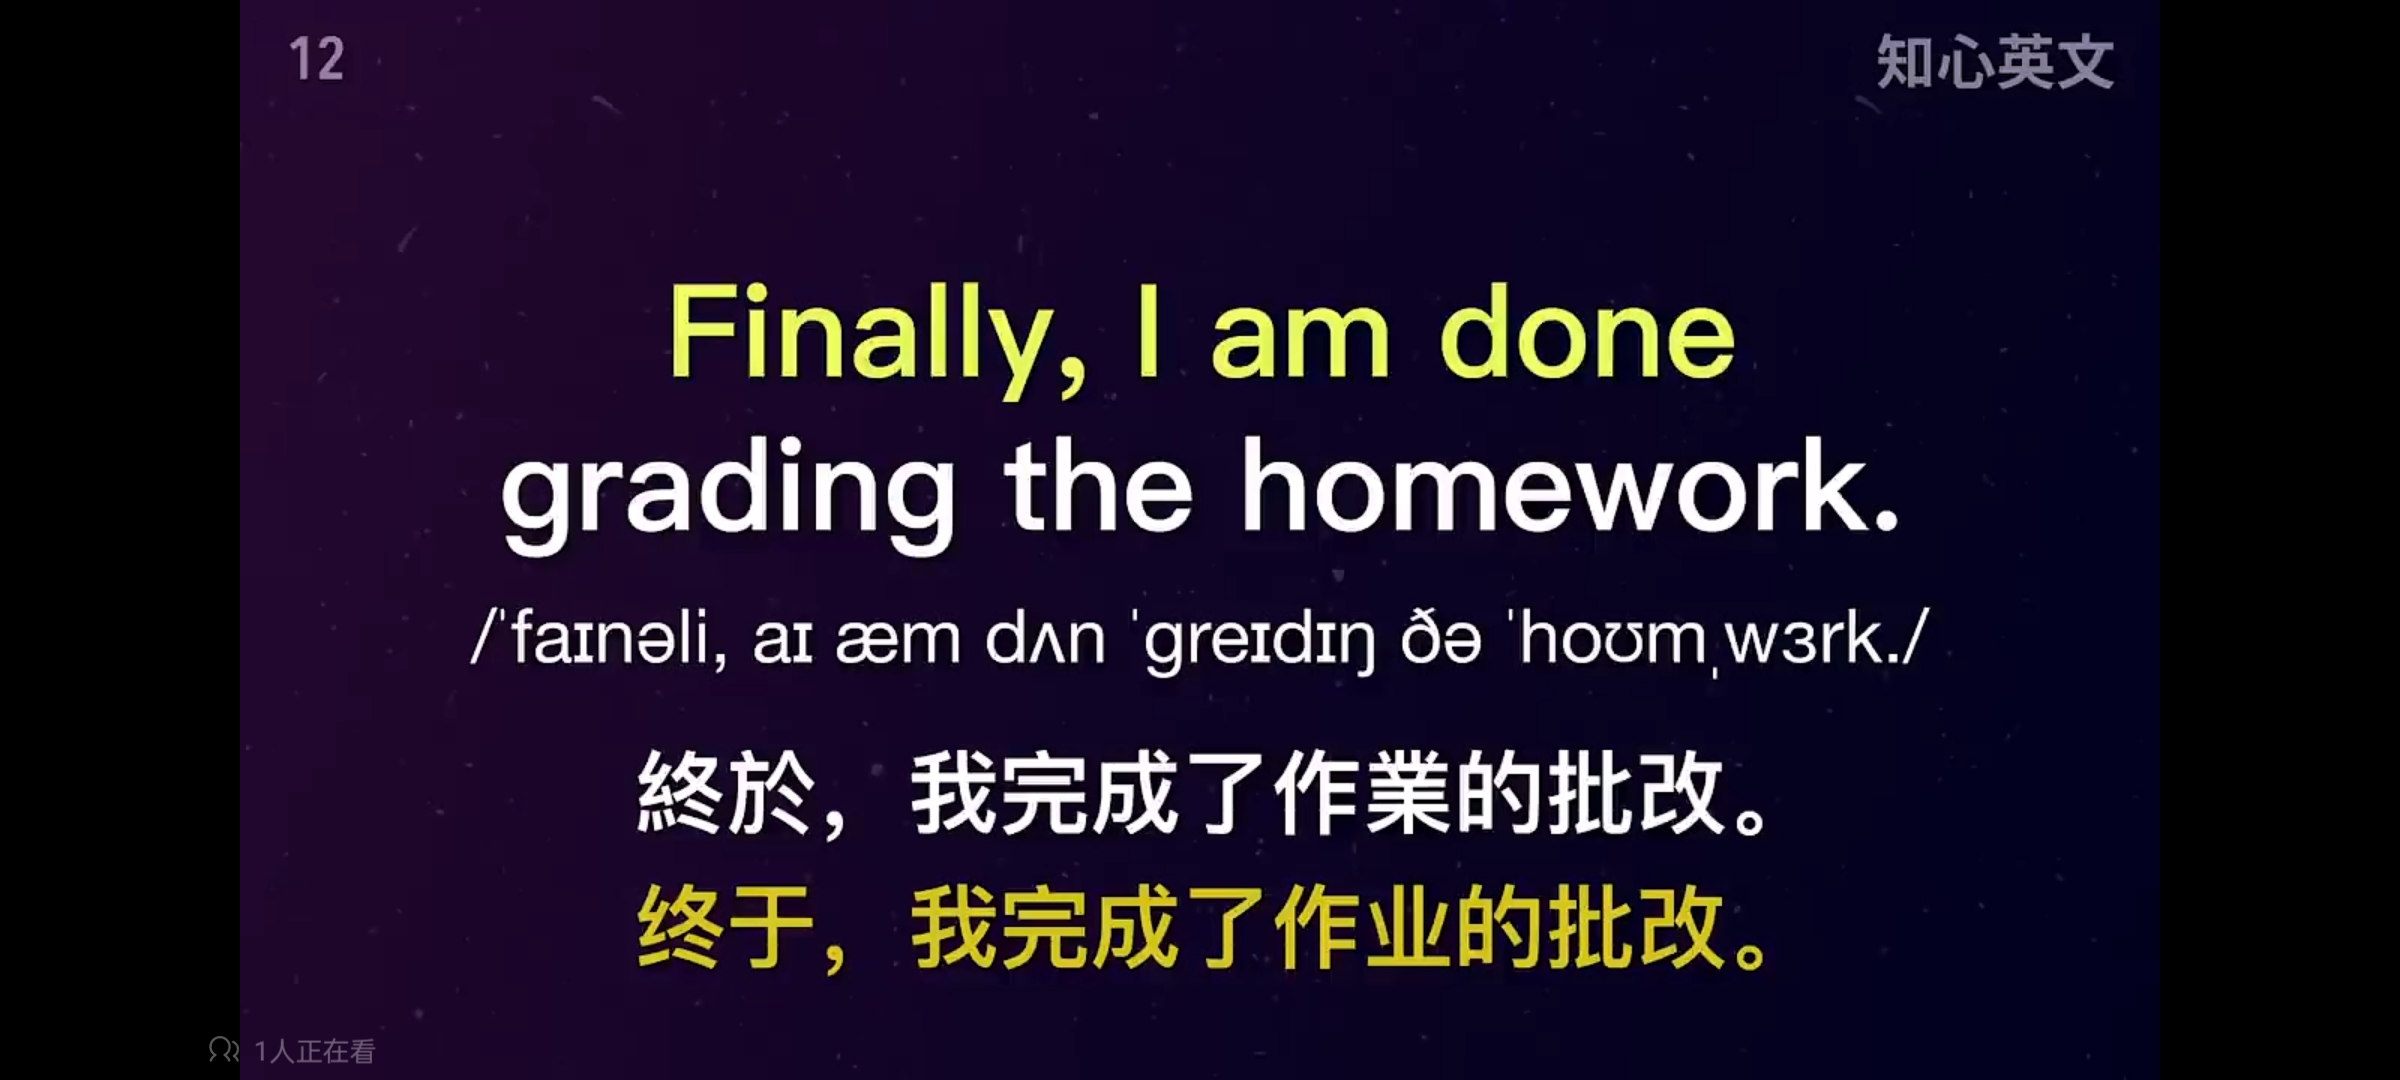 12
知心英文
Finally, I am done
grading the homework.
/ˈfaɪnəli, aɪ æm dʌn ˈɡreɪdɪŋ ðə ˈhoʊmˌwɜrk./
終於，我完成了作業的批改。
终于，我完成了作业的批改。
1人正在看